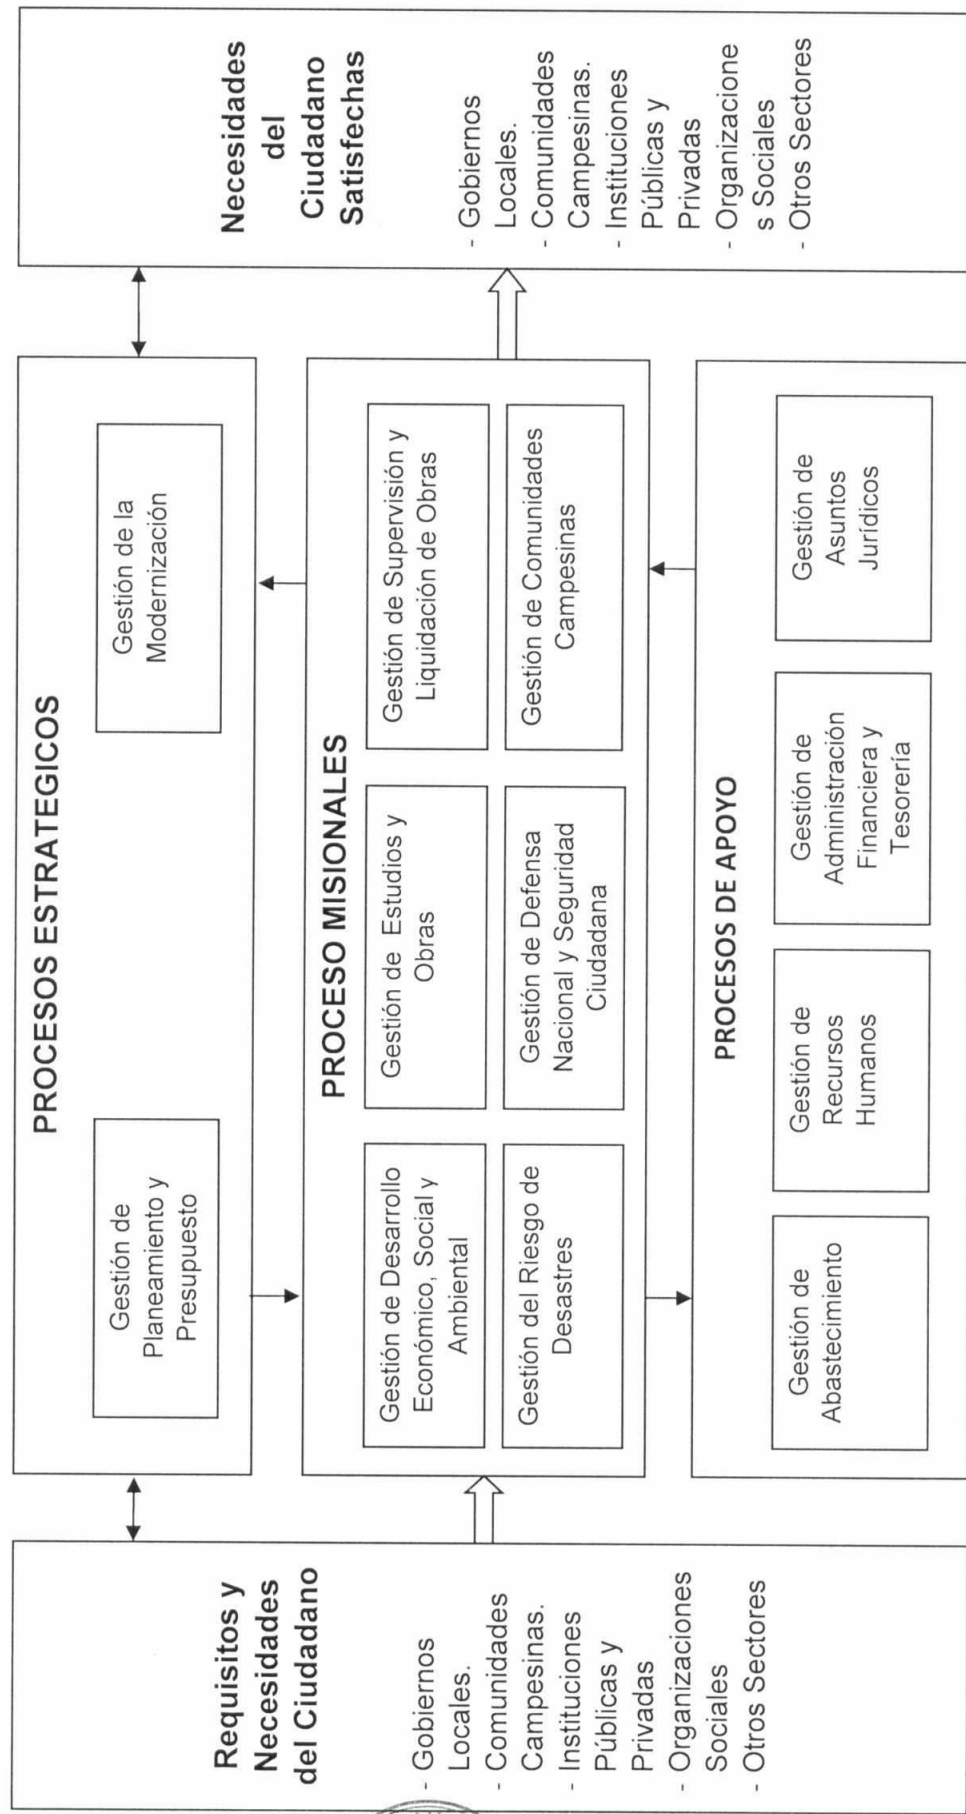 Requisitos y
Necesidades
del Ciudadano
- Gobiernos
Locales.
- Comunidades
Campesinas.
- Instituciones
Públicas y
Privadas
- Organizaciones
Sociales
- Otros Sectores
PROCESOS ESTRATEGICOS
Gestión de
Planeamiento y
Presupuesto
Gestión de la
Modernización
PROCESO MISIONALES
Gestión de Desarrollo
Económico, Social y
Ambiental
Gestión de Estudios y
Obras
Gestión de Supervisión y
Liquidación de Obras
Gestión del Riesgo de
Desastres
Gestión de Defensa
Nacional y Seguridad
Ciudadana
Gestión de Comunidades
Campesinas
PROCESOS DE APOYO
Gestión de
Abastecimiento
Gestión de
Recursos
Humanos
Gestión de
Administración
Financiera y
Tesorería
Gestión de
Asuntos
Jurídicos
Necesidades
del
Ciudadano
Satisfechas
- Gobiernos
Locales.
- Comunidades
Campesinas.
- Instituciones
Públicas y
Privadas
- Organizacione
s Sociales
- Otros Sectores